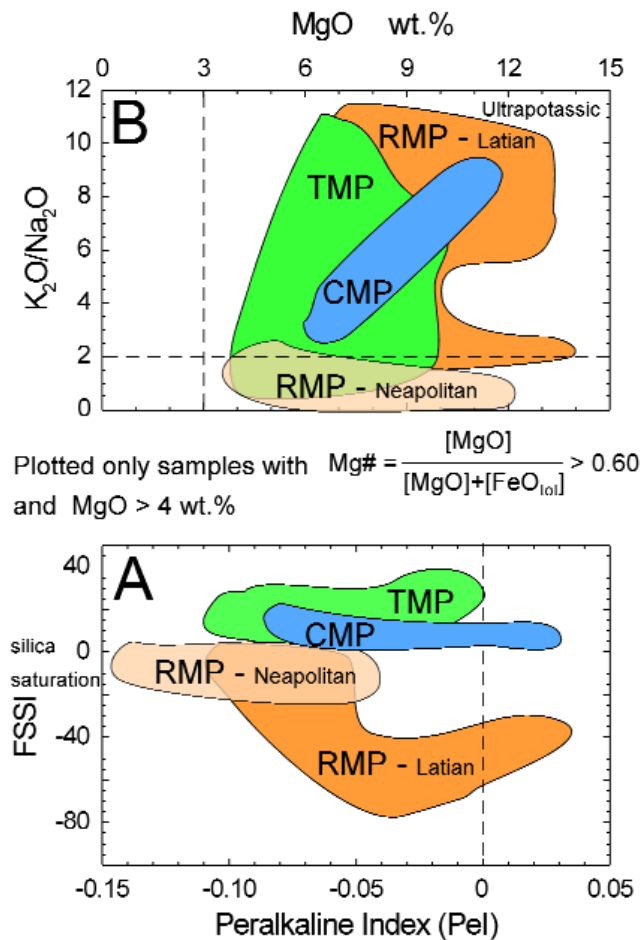 MgO wt.%
0 3 6 9 12 15
12
10
8
6
4
2
0
K₂O/Na₂O
B
Ultrapotassic
RMP - Latian
TMP
CMP
RMP - Neapolitan
Plotted only samples with Mg# = [MgO] / [MgO]+[FeO_tot] > 0.60
and MgO > 4 wt.%
40
0
-40
-80
silica
saturation
FSSI
A
TMP
CMP
RMP - Neapolitan
RMP - Latian
-0.15 -0.10 -0.05 0 0.05
Peralkaline Index (Pel)